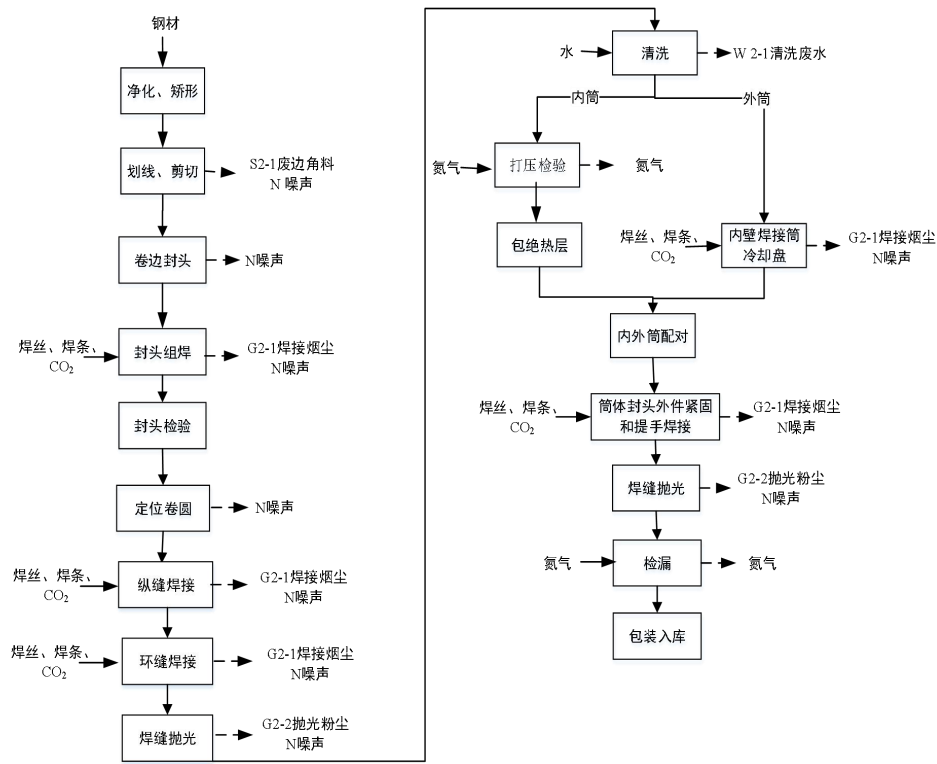 钢材
净化、矫形
划线、剪切
S2-1废边角料
N 噪声
卷边封头
N噪声
焊丝、焊条、
CO₂
封头组焊
G2-1焊接烟尘
N噪声
封头检验
定位卷圆
N噪声
焊丝、焊条、
CO₂
纵缝焊接
G2-1焊接烟尘
N噪声
焊丝、焊条、
CO₂
环缝焊接
G2-1焊接烟尘
N噪声
焊缝抛光
G2-2抛光粉尘
N噪声
水
清洗
W 2-1清洗废水
内筒
外筒
氮气
打压检验
氮气
包绝热层
焊丝、焊条、
CO₂
内壁焊接筒
冷却盘
G2-1焊接烟尘
N噪声
内外筒配对
焊丝、焊条、
CO₂
筒体封头外件紧固
和提手焊接
G2-1焊接烟尘
N噪声
焊缝抛光
G2-2抛光粉尘
N噪声
氮气
检漏
氮气
包装入库